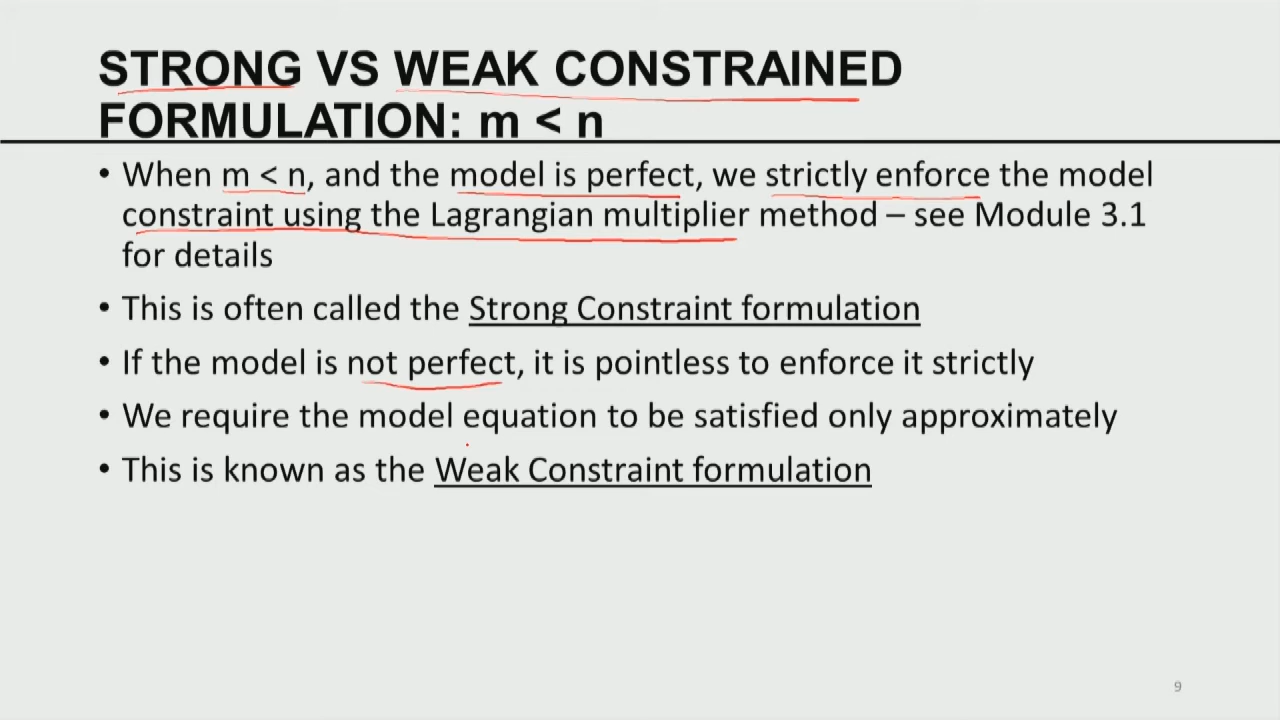 STRONG VS WEAK CONSTRAINED
FORMULATION: m < n
• When m < n, and the model is perfect, we strictly enforce the model
constraint using the Lagrangian multiplier method – see Module 3.1
for details
• This is often called the Strong Constraint formulation
• If the model is not perfect, it is pointless to enforce it strictly
• We require the model equation to be satisfied only approximately
• This is known as the Weak Constraint formulation
9